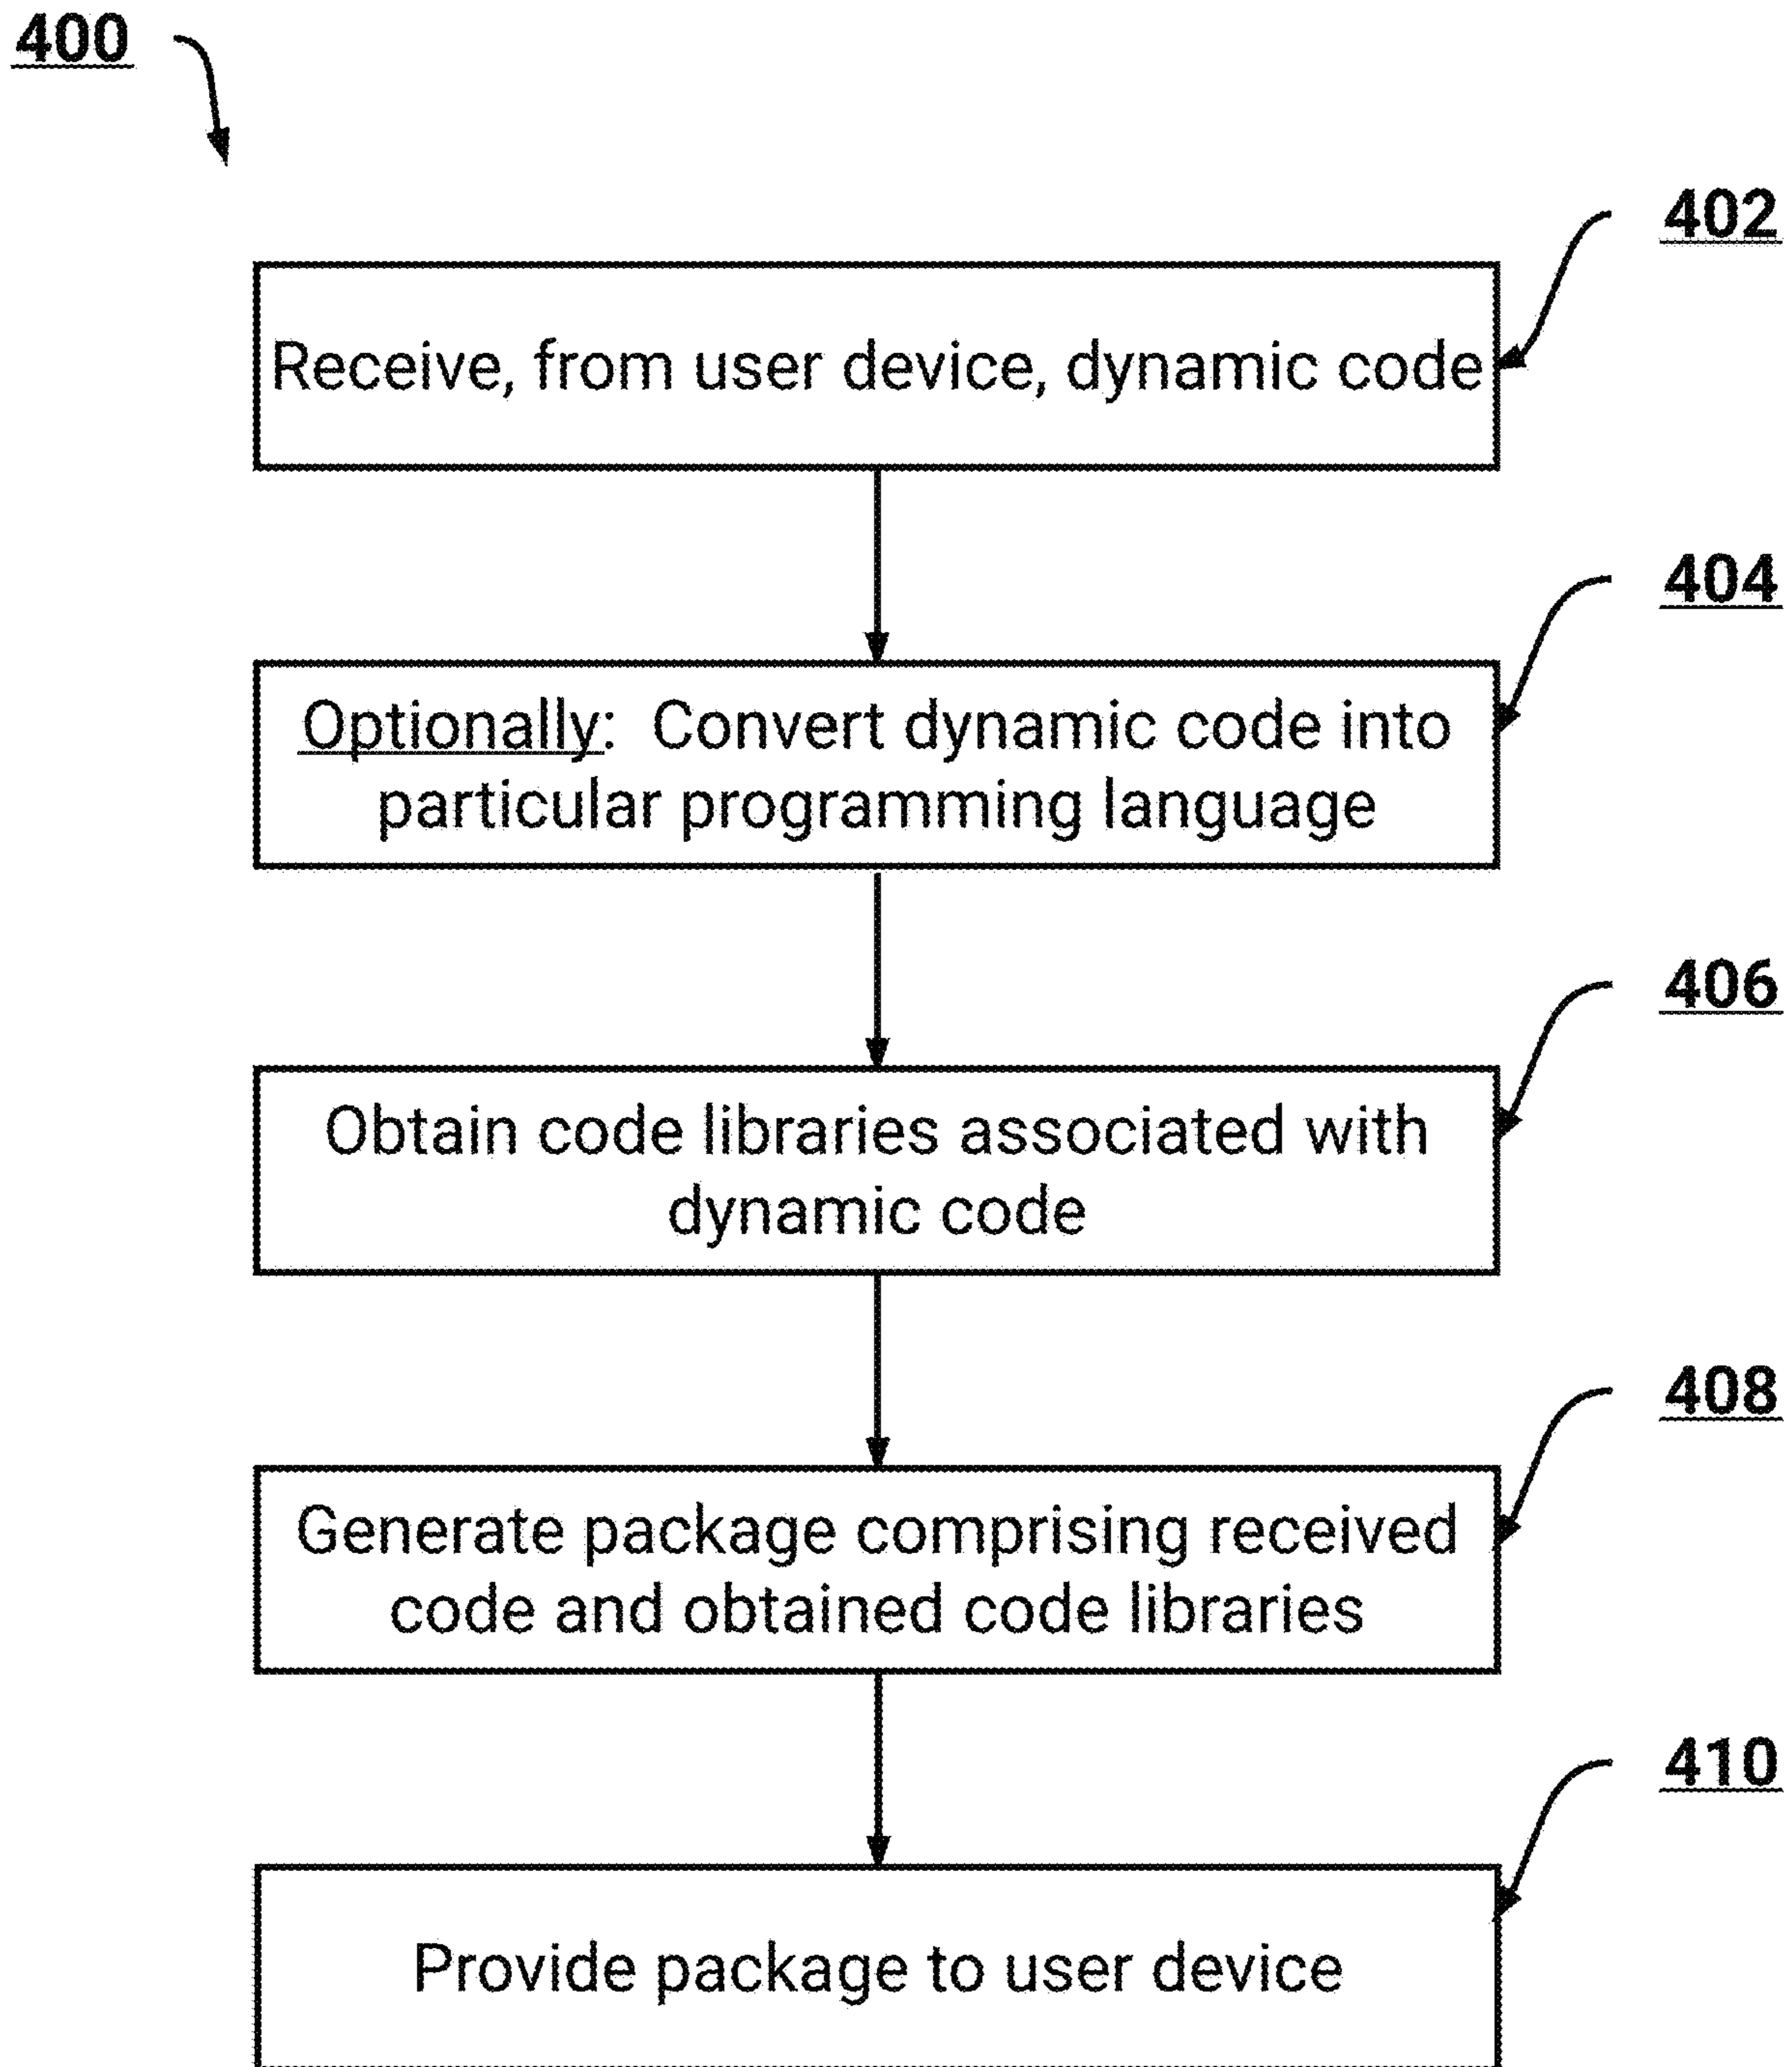 400
402
Receive, from user device, dynamic code
404
Optionally: Convert dynamic code into
particular programming language
406
Obtain code libraries associated with
dynamic code
408
Generate package comprising received
code and obtained code libraries
410
Provide package to user device